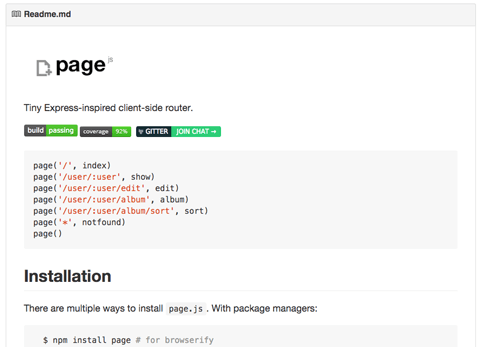 Readme.md
page js
Tiny Express-inspired client-side router.
build passing coverage 92% GITTER JOIN CHAT →
page('/', index)
page('/user/:user', show)
page('/user/:user/edit', edit)
page('/user/:user/album', album)
page('/user/:user/album/sort', sort)
page('*', notfound)
page()
Installation
There are multiple ways to install page.js . With package managers:
$ npm install page # for browserify